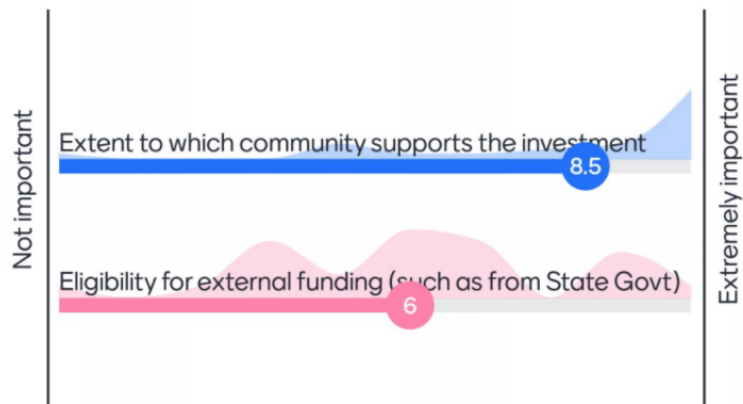 Not important
Extent to which community supports the investment
8.5
Eligibility for external funding (such as from State Govt)
6
Extremely important